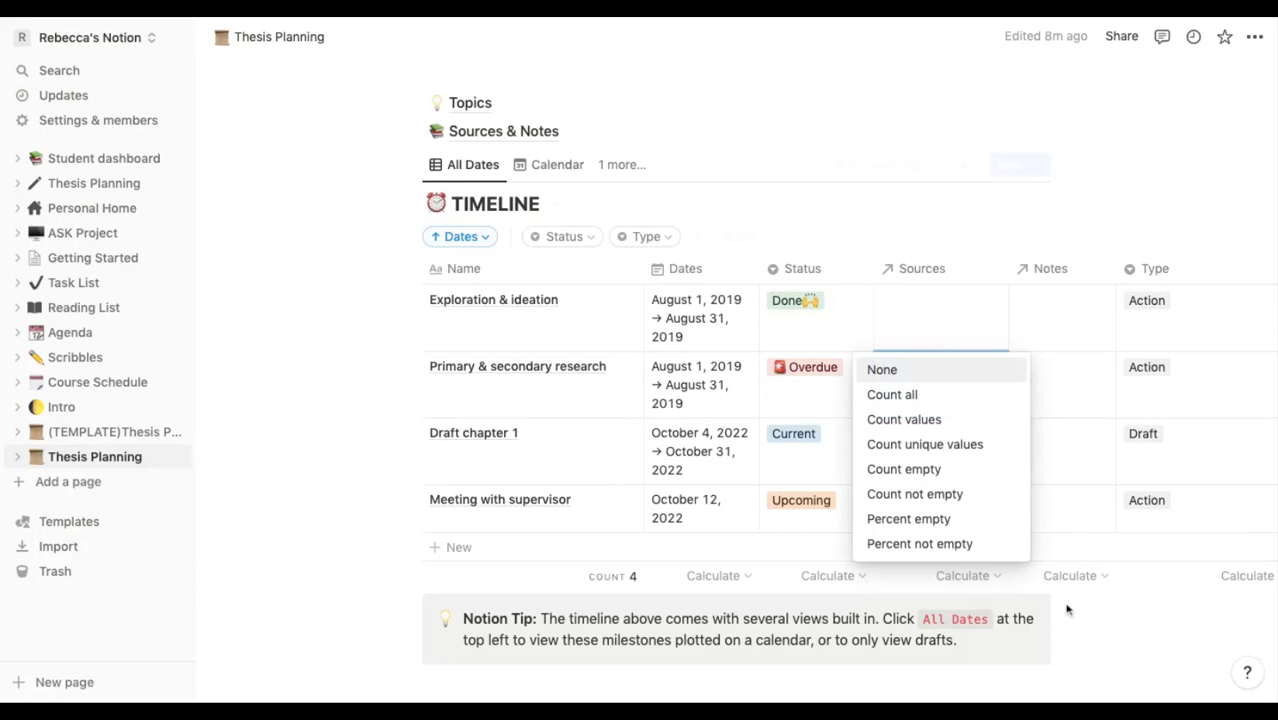 R Rebecca's Notion
Search
Updates
Settings & members
Student dashboard
Thesis Planning
Personal Home
ASK Project
Getting Started
Task List
Reading List
Agenda
Scribbles
Course Schedule
Intro
(TEMPLATE)Thesis P...
Thesis Planning
Add a page
Templates
Import
Trash
New page
Thesis Planning
Edited 8m ago Share
Topics
Sources & Notes
All Dates Calendar 1 more...
TIMELINE
Dates Status Type
Aa Name Dates Status Sources Notes Type
Exploration & ideation August 1, 2019 Done Action
→ August 31,
2019
Primary & secondary research August 1, 2019 Overdue Action
→ August 31,
2019
Draft chapter 1 October 4, 2022 Current Draft
→ October 31,
2022
Meeting with supervisor October 12, Upcoming Action
2022
None
Count all
Count values
Count unique values
Count empty
Count not empty
Percent empty
Percent not empty
+ New
COUNT 4 Calculate Calculate Calculate Calculate Calculate
Notion Tip: The timeline above comes with several views built in. Click All Dates at the
top left to view these milestones plotted on a calendar, or to only view drafts.
?